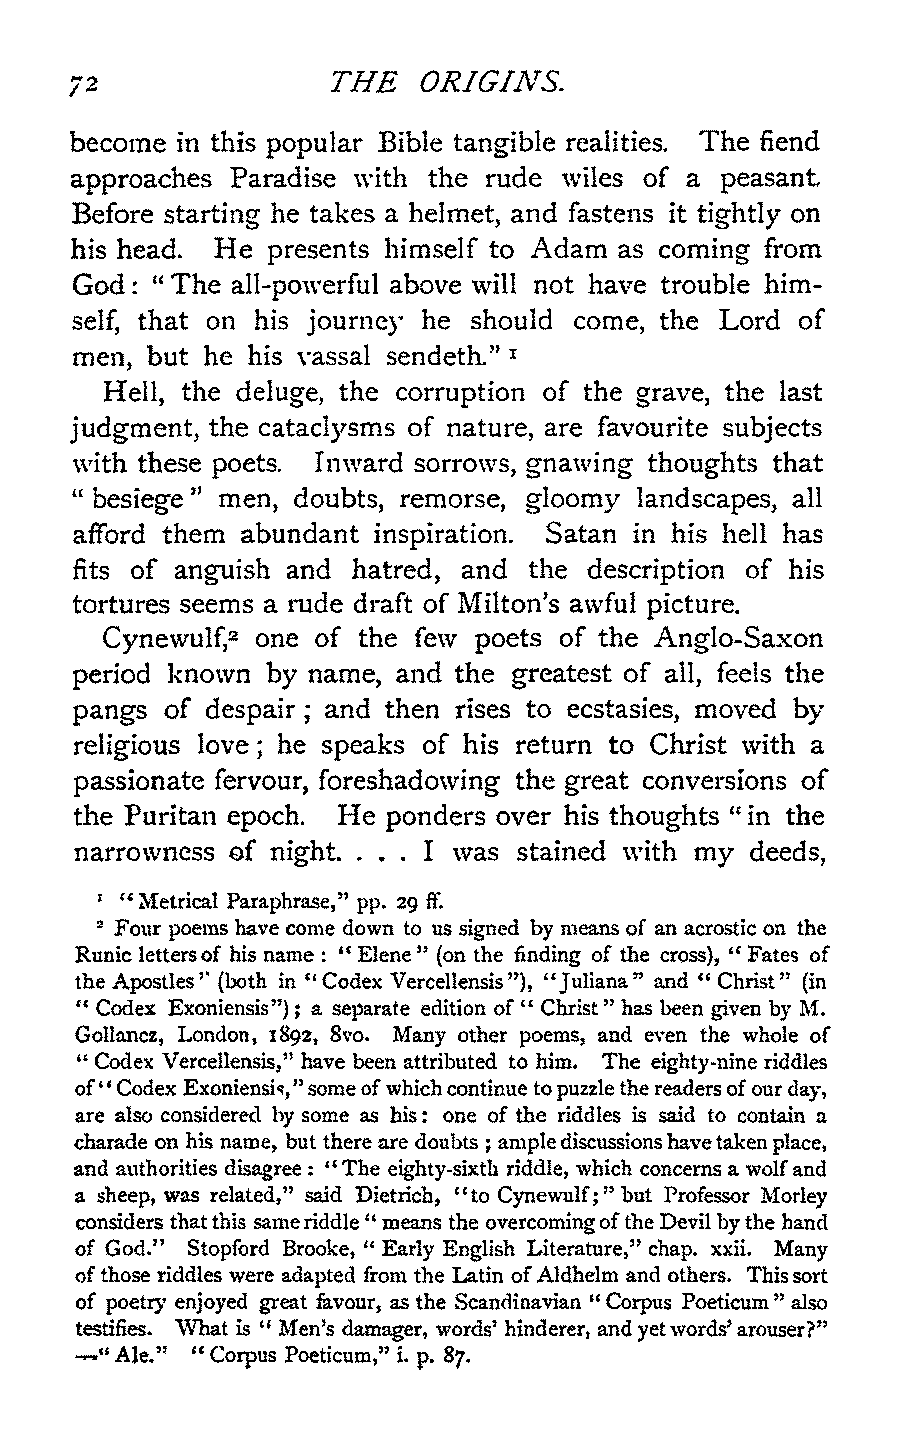 72 THE ORIGINS.
become in this popular Bible tangible realities. The fiend
approaches Paradise with the rude wiles of a peasant.
Before starting he takes a helmet, and fastens it tightly on
his head. He presents himself to Adam as coming from
God : “ The all-powerful above will not have trouble him-
self, that on his journey he should come, the Lord of
men, but he his vassal sendeth.” ¹
Hell, the deluge, the corruption of the grave, the last
judgment, the cataclysms of nature, are favourite subjects
with these poets. Inward sorrows, gnawing thoughts that
“ besiege ” men, doubts, remorse, gloomy landscapes, all
afford them abundant inspiration. Satan in his hell has
fits of anguish and hatred, and the description of his
tortures seems a rude draft of Milton’s awful picture.
Cynewulf,² one of the few poets of the Anglo-Saxon
period known by name, and the greatest of all, feels the
pangs of despair ; and then rises to ecstasies, moved by
religious love ; he speaks of his return to Christ with a
passionate fervour, foreshadowing the great conversions of
the Puritan epoch. He ponders over his thoughts “ in the
narrowness of night. . . . I was stained with my deeds,
¹ “ Metrical Paraphrase,” pp. 29 ff.
² Four poems have come down to us signed by means of an acrostic on the
Runic letters of his name : “ Elene ” (on the finding of the cross), “ Fates of
the Apostles ” (both in “ Codex Vercellensis ”), “ Juliana ” and “ Christ ” (in
“ Codex Exoniensis”) ; a separate edition of “ Christ ” has been given by M.
Gollancz, London, 1892, 8vo. Many other poems, and even the whole of
“ Codex Vercellensis,” have been attributed to him. The eighty-nine riddles
of “ Codex Exoniensis,” some of which continue to puzzle the readers of our day,
are also considered by some as his : one of the riddles is said to contain a
charade on his name, but there are doubts ; ample discussions have taken place,
and authorities disagree : “ The eighty-sixth riddle, which concerns a wolf and
a sheep, was related,” said Dietrich, “ to Cynewulf ; ” but Professor Morley
considers that this same riddle “ means the overcoming of the Devil by the hand
of God.” Stopford Brooke, “ Early English Literature,” chap. xxii. Many
of those riddles were adapted from the Latin of Aldhelm and others. This sort
of poetry enjoyed great favour, as the Scandinavian “ Corpus Poeticum ” also
testifies. What is “ Men’s damager, words’ hinderer, and yet words’ arouser?”
—“ Ale.” “ Corpus Poeticum,” i. p. 87.